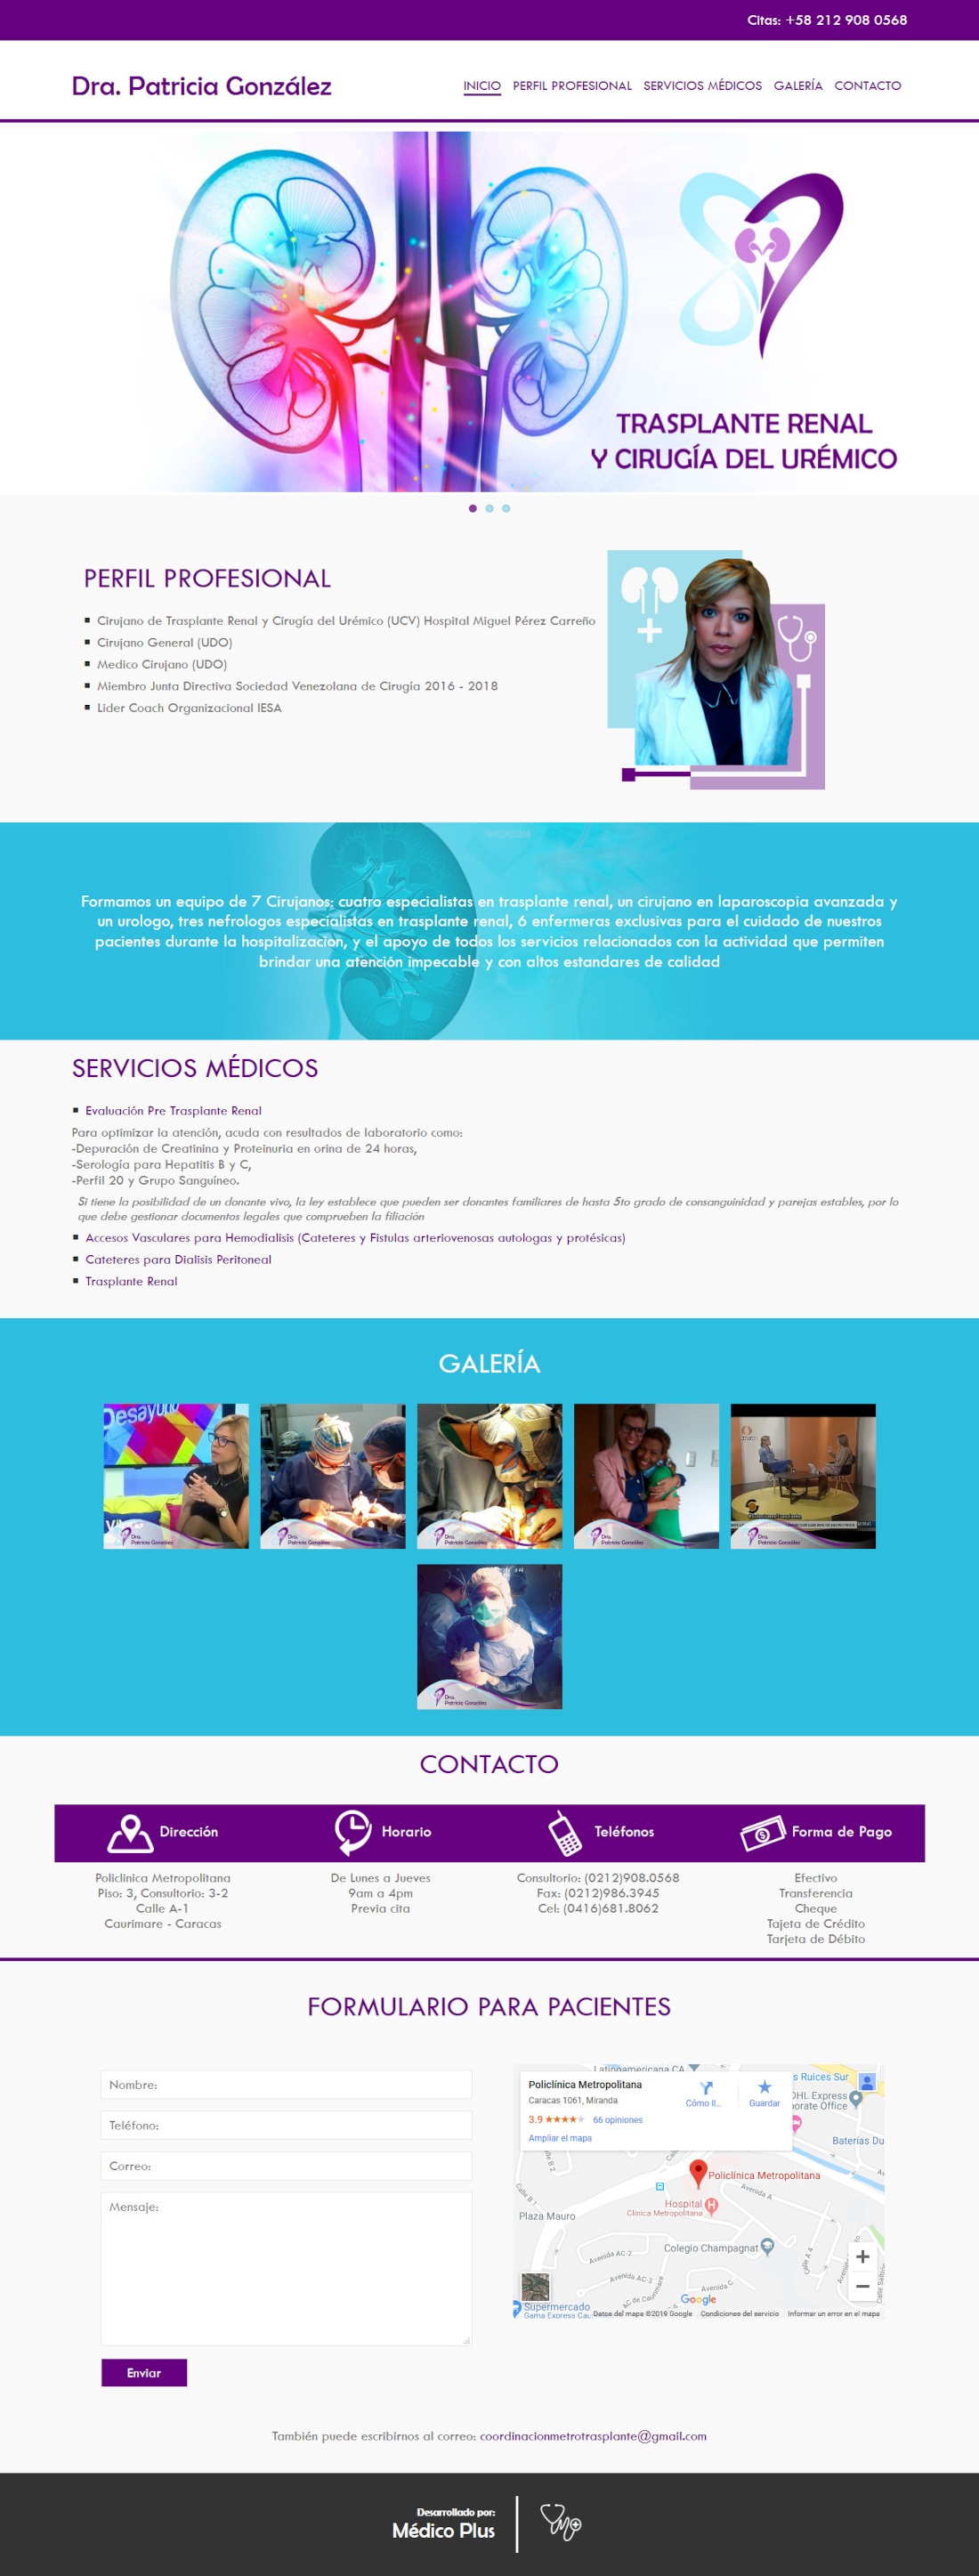 Citas: +58 212 908 0568
Dra. Patricia González
INICIO PERFIL PROFESIONAL SERVICIOS MÉDICOS GALERÍA CONTACTO
TRASPLANTE RENAL
Y CIRUGÍA DEL URÉMICO
PERFIL PROFESIONAL
Cirujano de Trasplante Renal y Cirugía del Urémico (UCV) Hospital Miguel Pérez Carreño
Cirujano General (UDO)
Medico Cirujano (UDO)
Miembro Junta Directiva Sociedad Venezolana de Cirugía 2016 - 2018
Lider Coach Organizacional IESA
Formamos un equipo de 7 Cirujanos: cuatro especialistas en trasplante renal, un cirujano en laparoscopia avanzada y
un urologo, tres nefrologos especialistas en trasplante renal, 6 enfermeras exclusivas para el cuidado de nuestros
pacientes durante la hospitalizacion, y el apoyo de todos los servicios relacionados con la actividad que permiten
brindar una atención impecable y con altos estandares de calidad
SERVICIOS MÉDICOS
Evaluación Pre Trasplante Renal
Para optimizar la atención, acuda con resultados de laboratorio como:
-Depuración de Creatinina y Proteinuria en orina de 24 horas,
-Serología para Hepatitis B y C,
-Perfil 20 y Grupo Sanguíneo.
Si tiene la posibilidad de un donante vivo, la ley establece que pueden ser donantes familiares de hasta 5to grado de consanguinidad y parejas estables, por lo
que debe gestionar documentos legales que comprueben la filiación
Accesos Vasculares para Hemodialisis (Cateteres y Fistulas arteriovenosas autologas y protésicas)
Cateteres para Dialisis Peritoneal
Trasplante Renal
GALERÍA
Desayuno
Dra.
Patricia González
Dra.
Patricia González
Dra.
Patricia González
Dra.
Patricia González
Dra.
Patricia González
Dra.
Patricia González
CONTACTO
Dirección
Horario
Teléfonos
Forma de Pago
Policlínica Metropolitana
Piso: 3, Consultorio: 3-2
Calle A-1
Caurimare - Caracas
De Lunes a Jueves
9am a 4pm
Previa cita
Consultorio: (0212)908.0568
Fax: (0212)986.3945
Cel: (0416)681.8062
Efectivo
Transferencia
Cheque
Tajeta de Crédito
Tarjeta de Débito
FORMULARIO PARA PACIENTES
Nombre:
Teléfono:
Correo:
Mensaje:
Enviar
Latinoamericana CA
s Ruices Sur
Policlínica Metropolitana
Caracas 1061, Miranda
3.9 66 opiniones
Ampliar el mapa
Cómo ll...
Guardar
DHL Express
orate Office
Baterías Du
Calle B 2
Calle B 1
Policlínica Metropolitana
Avenida A
Hospital
Clínica Metropolitana
Plaza Mauro
Colegio Champagnat
Avenida AC-2
Calle A 4
Avenida AC-3
C de Caurimare
Avenida C
Supermercado
Gama Express Cau
Google
Datos del mapa ©2019 Google Condiciones del servicio Informar un error en el mapa
También puede escribirnos al correo: coordinacionmetrotrasplante@gmail.com
Desarrollado por:
Médico Plus